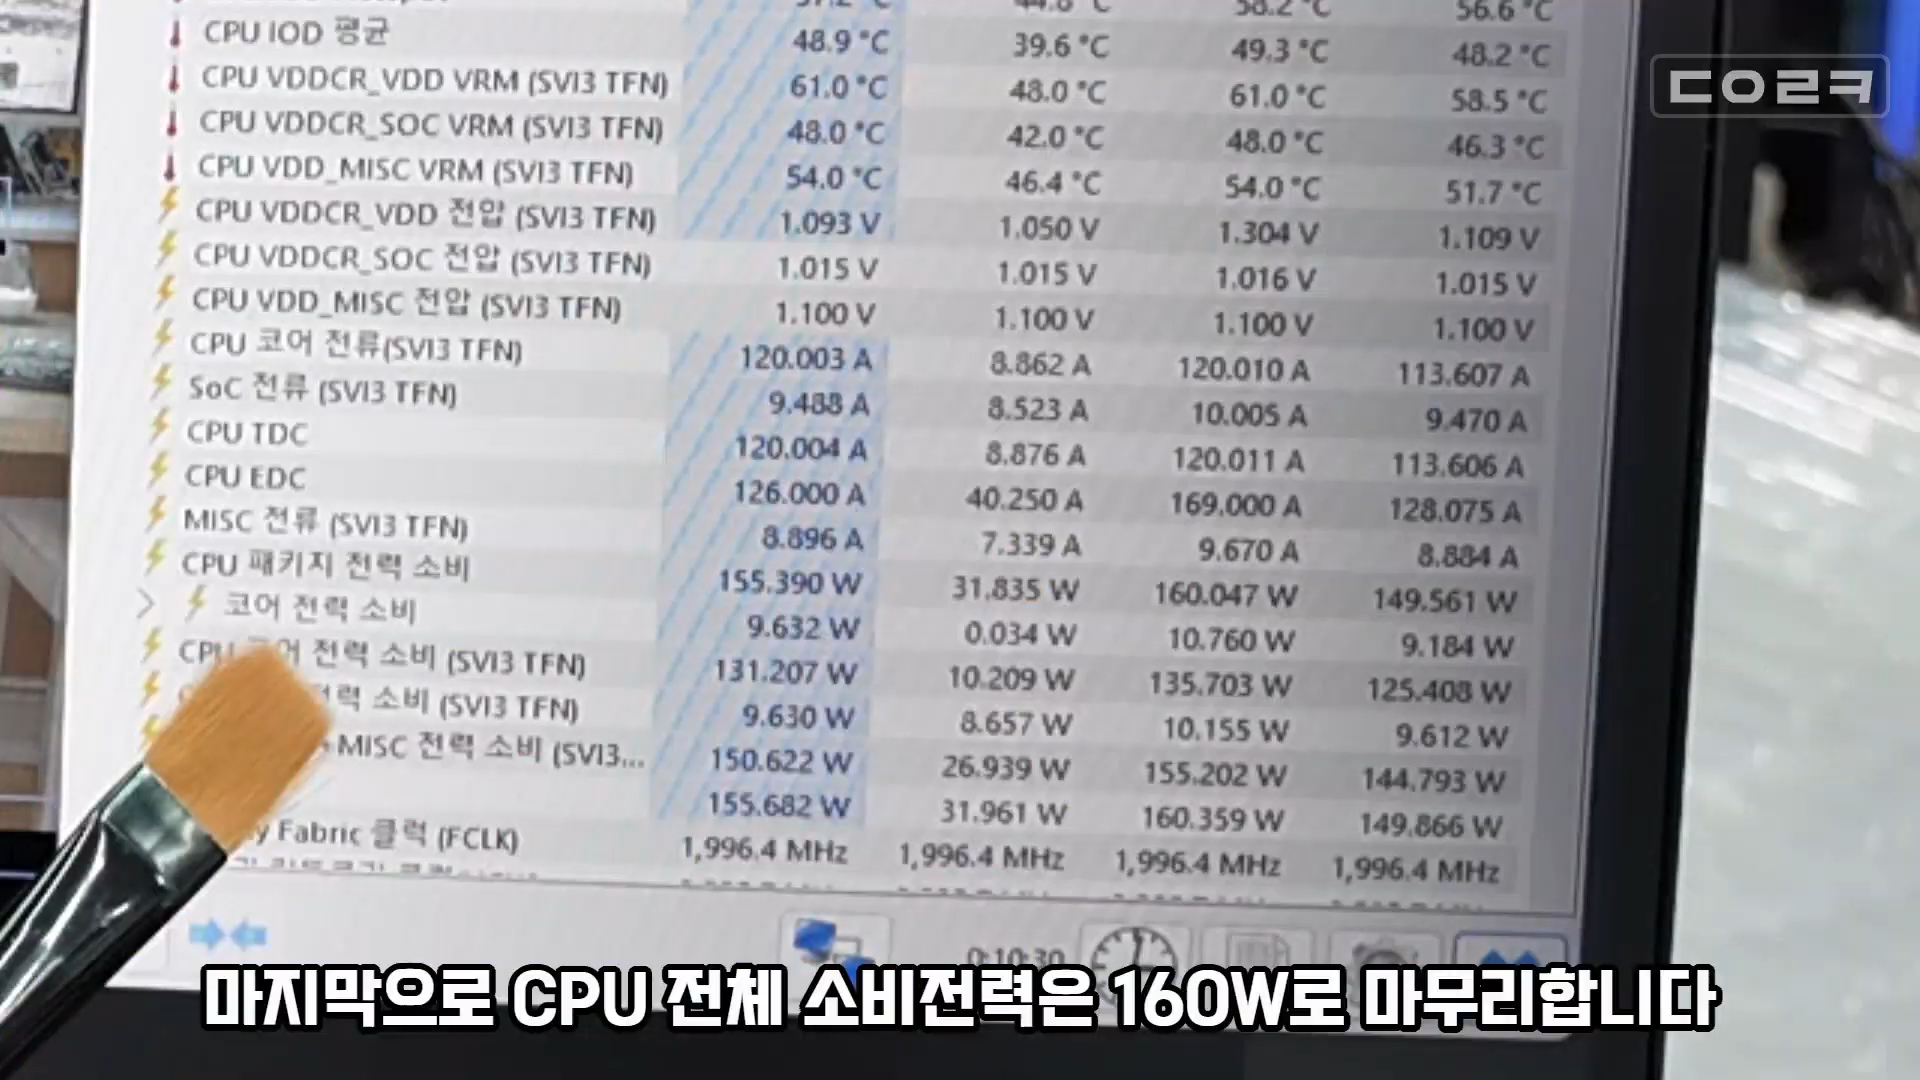 CPU IOD 평균 48.9 °C 39.6 °C 49.3 °C 48.2 °C
CPU VDDCR_VDD VRM (SVI3 TFN) 61.0 °C 48.0 °C 61.0 °C 58.5 °C
CPU VDDCR_SOC VRM (SVI3 TFN) 48.0 °C 42.0 °C 48.0 °C 46.3 °C
CPU VDD_MISC VRM (SVI3 TFN) 54.0 °C 46.4 °C 54.0 °C 51.7 °C
CPU VDDCR_VDD 전압 (SVI3 TFN) 1.093 V 1.050 V 1.304 V 1.109 V
CPU VDDCR_SOC 전압 (SVI3 TFN) 1.015 V 1.015 V 1.016 V 1.015 V
CPU VDD_MISC 전압 (SVI3 TFN) 1.100 V 1.100 V 1.100 V 1.100 V
CPU 코어 전류(SVI3 TFN) 120.003 A 8.862 A 120.010 A 113.607 A
SoC 전류 (SVI3 TFN) 9.488 A 8.523 A 10.005 A 9.470 A
CPU TDC 120.004 A 8.876 A 120.011 A 113.606 A
CPU EDC 126.000 A 40.250 A 169.000 A 128.075 A
MISC 전류 (SVI3 TFN) 8.896 A 7.339 A 9.670 A 8.884 A
CPU 패키지 전력 소비 155.390 W 31.835 W 160.047 W 149.561 W
코어 전력 소비 9.632 W 0.034 W 10.760 W 9.184 W
CPU 전력 소비 (SVI3 TFN) 131.207 W 10.209 W 135.703 W 125.408 W
소비 (SVI3 TFN) 9.630 W 8.657 W 10.155 W 9.612 W
MISC 전력 소비 (SVI3... 150.622 W 26.939 W 155.202 W 144.793 W
155.682 W 31.961 W 160.359 W 149.866 W
Fabric 클럭 (FCLK) 1,996.4 MHz 1,996.4 MHz 1,996.4 MHz 1,996.4 MHz
0:10:30
마지막으로 CPU 전체 소비전력은 160W로 마무리합니다